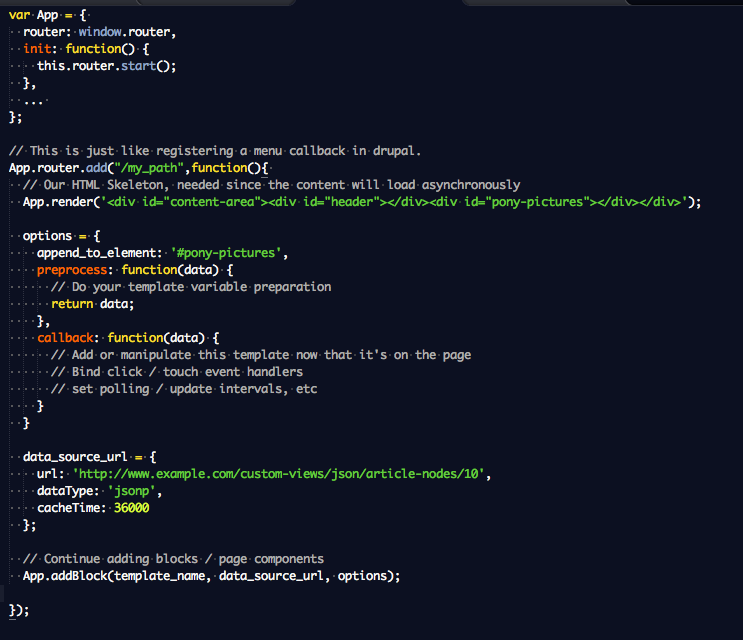 var App = {
  router: window.router,
  init: function() {
    this.router.start();
  },
  ...
};

// This is just like registering a menu callback in drupal.
App.router.add("/my_path",function(){
  // Our HTML Skeleton, needed since the content will load asynchronously
  App.render('<div id="content-area"><div id="header"></div><div id="pony-pictures"></div></div>');

  options = {
    append_to_element: '#pony-pictures',
    preprocess: function(data) {
      // Do your template variable preparation
      return data;
    },
    callback: function(data) {
      // Add or manipulate this template now that it's on the page
      // Bind click / touch event handlers
      // set polling / update intervals, etc
    }
  }

  data_source_url = {
    url: 'http://www.example.com/custom-views/json/article-nodes/10',
    dataType: 'jsonp',
    cacheTime: 36000
  };

  // Continue adding blocks / page components
  App.addBlock(template_name, data_source_url, options);

});